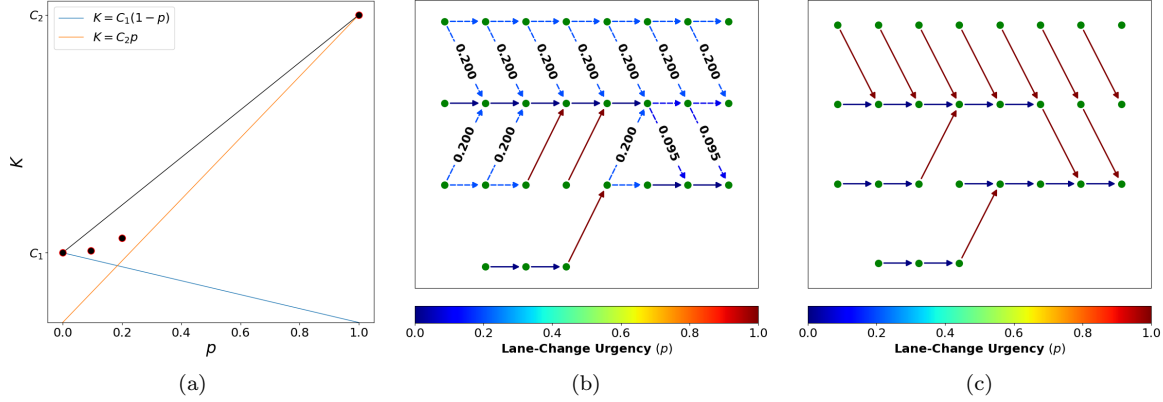 C₂
K = C₁(1 − p)
K = C₂p
K
C₁
0.0 0.2 0.4 0.6 0.8 1.0
p
(a)
0.200 0.200 0.200 0.200 0.200 0.200 0.200
0.200 0.200 0.200 0.095 0.095
0.0 0.2 0.4 0.6 0.8 1.0
Lane-Change Urgency (p)
(b)
0.0 0.2 0.4 0.6 0.8 1.0
Lane-Change Urgency (p)
(c)